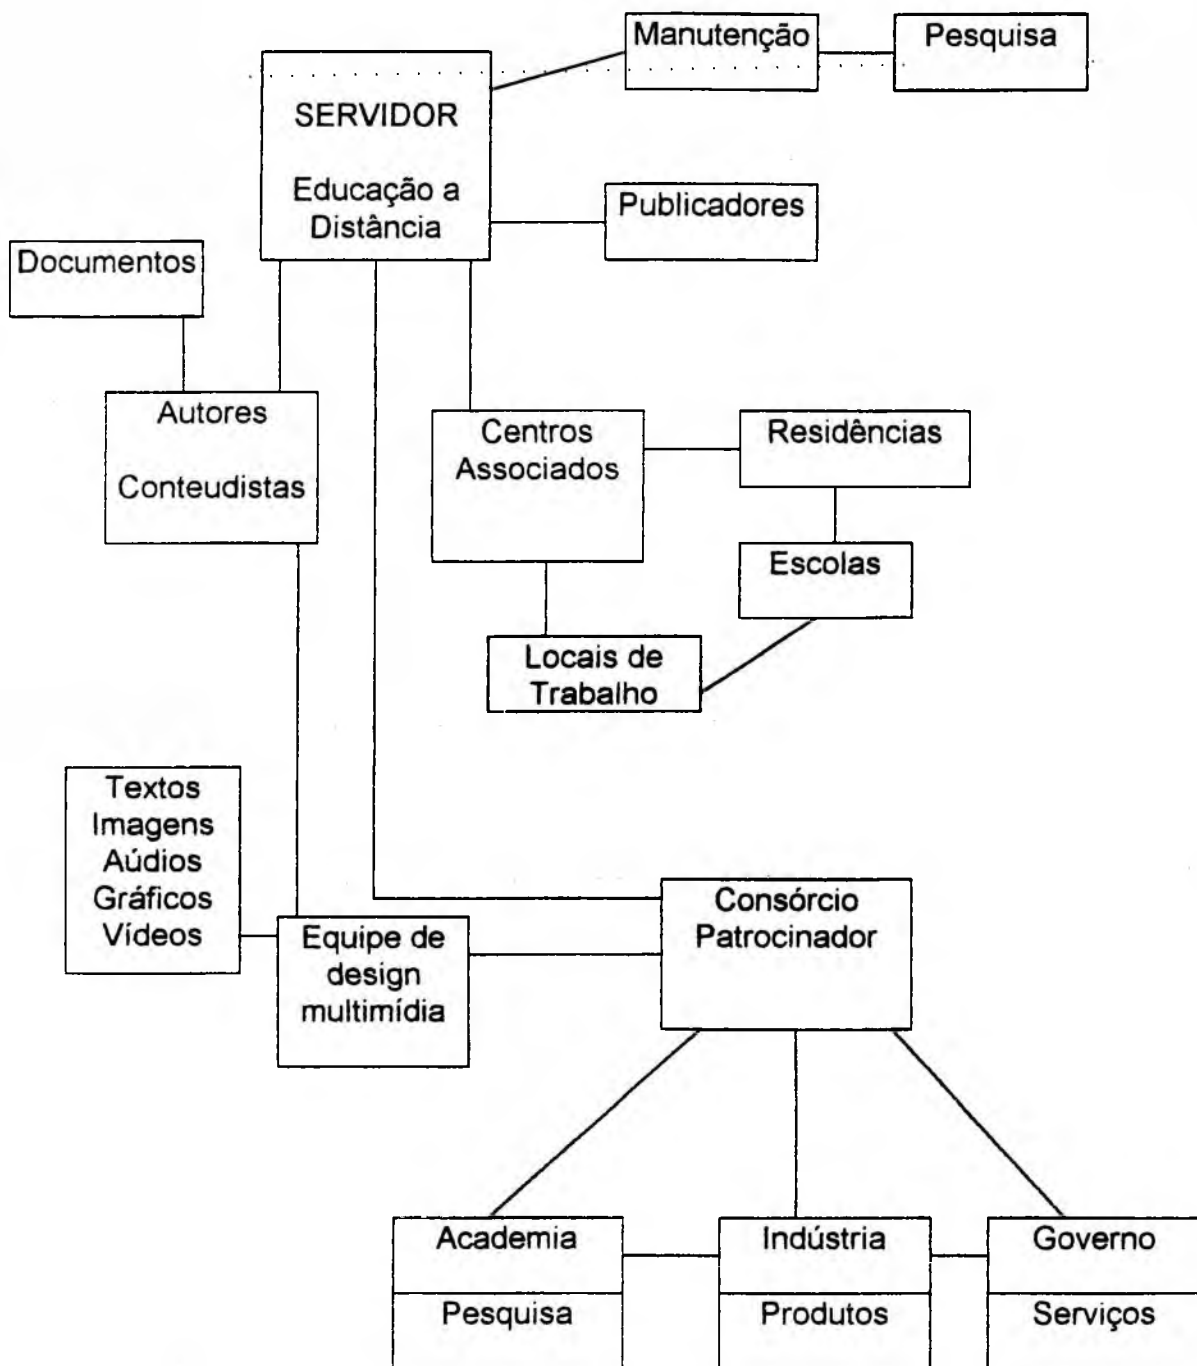 Manutenção
Pesquisa
SERVIDOR
Educação a
Distância
Publicadores
Documentos
Autores
Conteudistas
Centros
Associados
Residências
Escolas
Locais de
Trabalho
Textos
Imagens
Aúdios
Gráficos
Vídeos
Equipe de
design
multimídia
Consórcio
Patrocinador
Academia
Indústria
Governo
Pesquisa
Produtos
Serviços